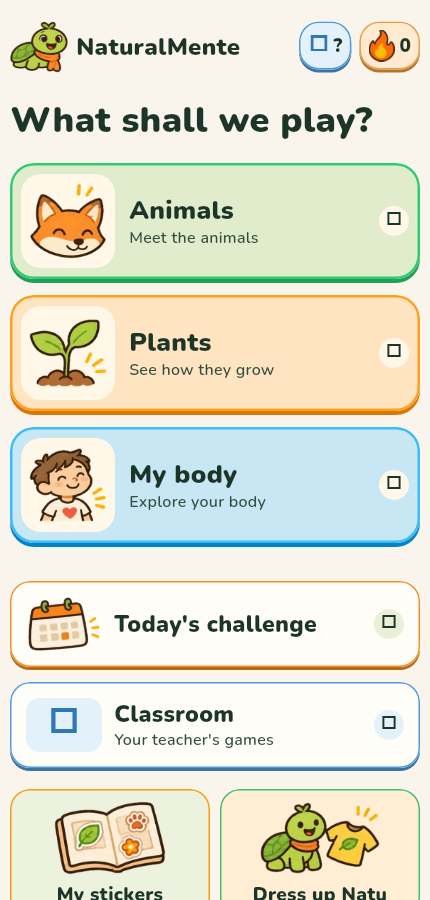 NaturalMente
?
0
What shall we play?
Animals
Meet the animals
Plants
See how they grow
My body
Explore your body
Today's challenge
Classroom
Your teacher's games
My stickers
Dress up Natu